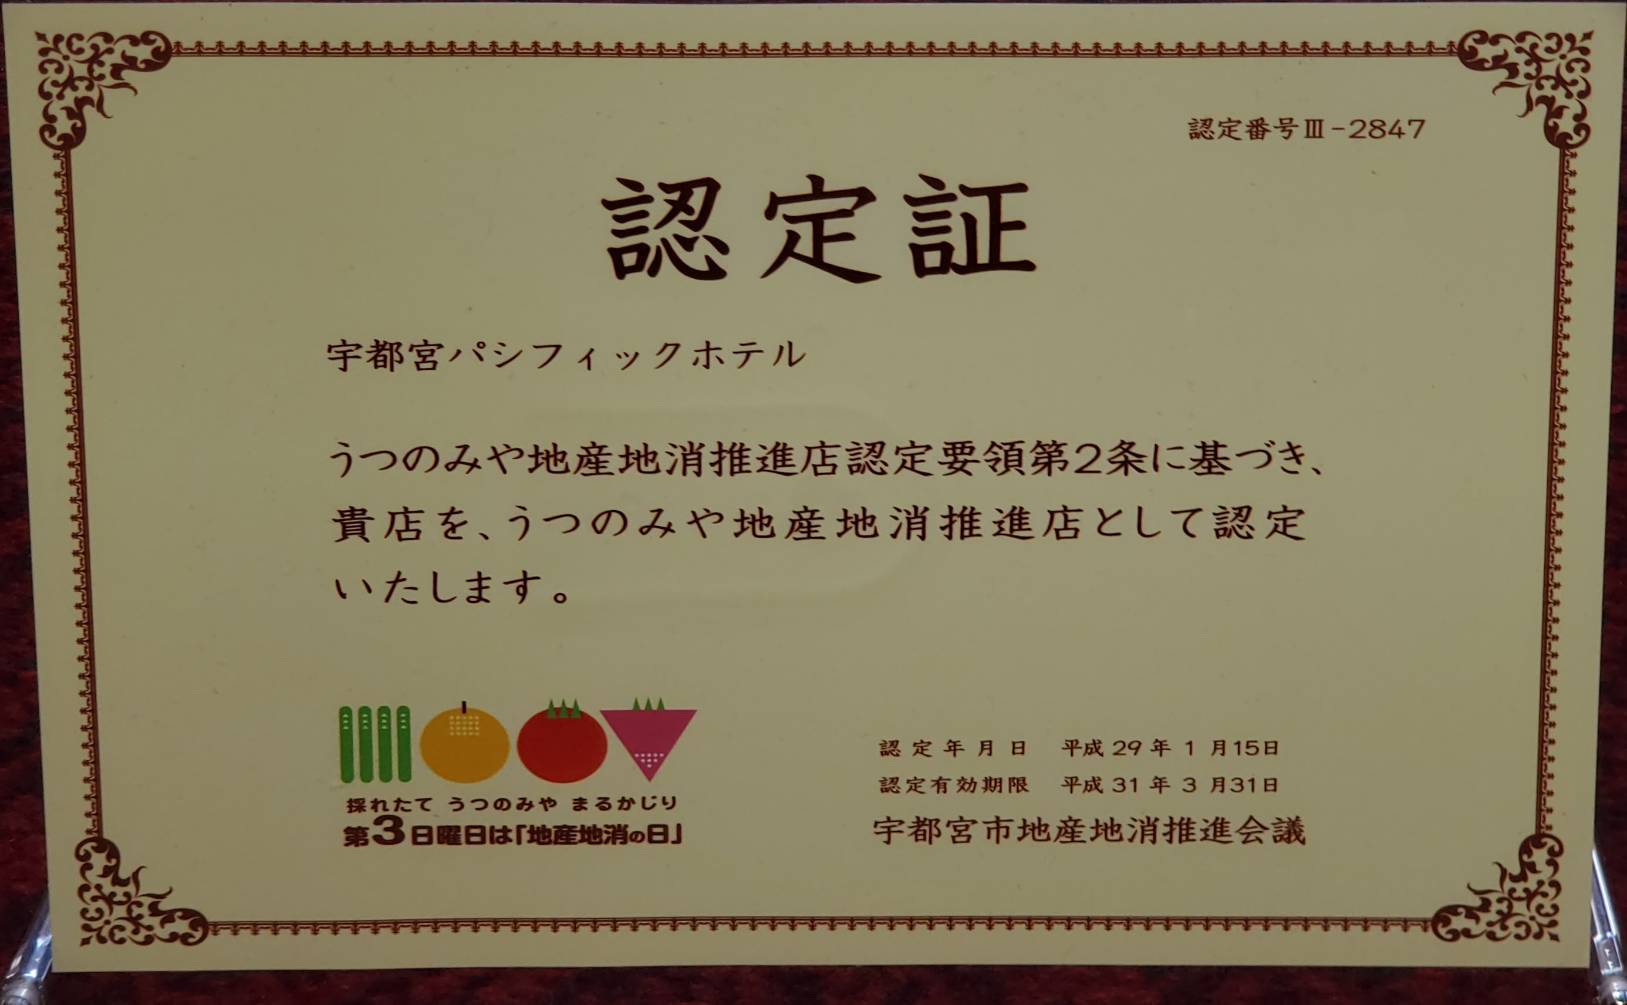 認定番号Ⅲ-2847
認定証
宇都宮パシフィックホテル
うつのみや地産地消推進店認定要領第2条に基づき、
貴店を、うつのみや地産地消推進店として認定
いたします。
採れたて うつのみや まるかじり
第3日曜日は「地産地消の日」
認定年月日 平成29年1月15日
認定有効期限 平成31年3月31日
宇都宮市地産地消推進会議